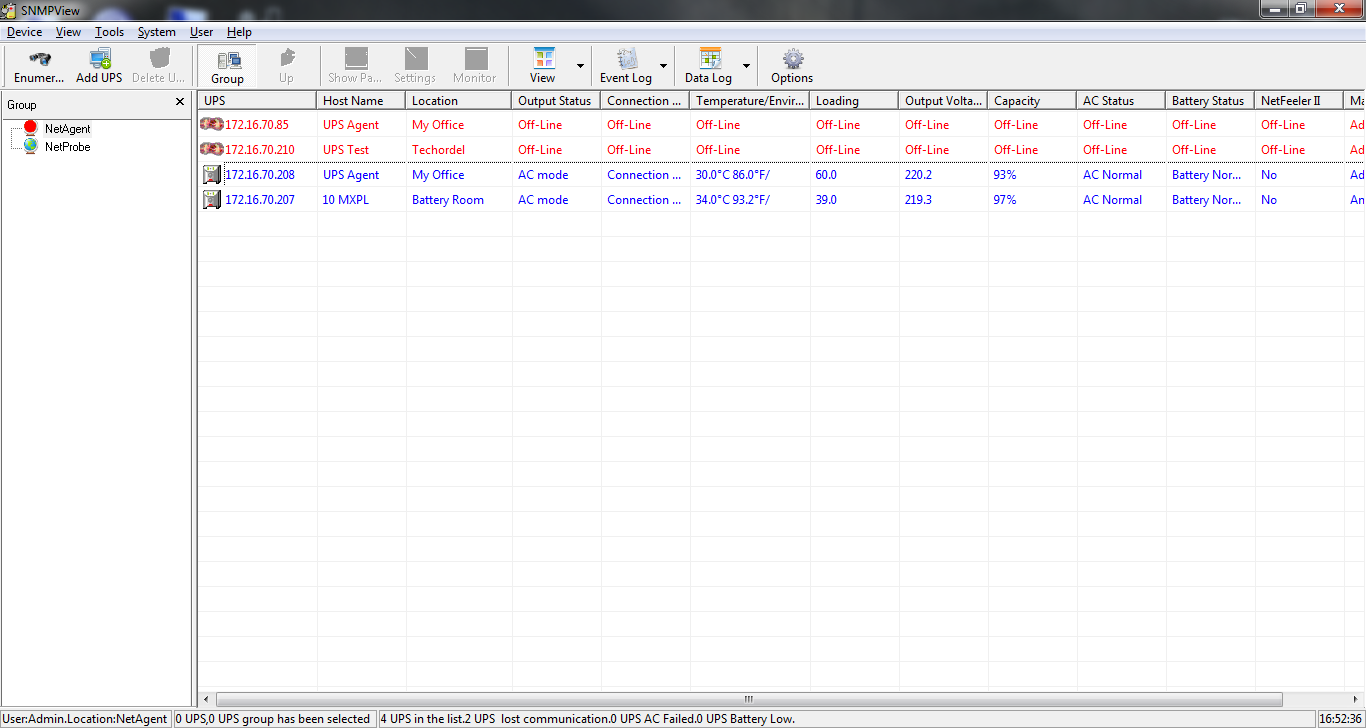 SNMPView
Device View Tools System User Help
Enumer... Add UPS Delete U... Group Up Show Pa... Settings Monitor View Event Log Data Log Options
Group
NetAgent
NetProbe
UPS Host Name Location Output Status Connection ... Temperature/Envir... Loading Output Volta... Capacity AC Status Battery Status NetFeeler II Ma
172.16.70.85 UPS Agent My Office Off-Line Off-Line Off-Line Off-Line Off-Line Off-Line Off-Line Off-Line Off-Line Ad
172.16.70.210 UPS Test Techordel Off-Line Off-Line Off-Line Off-Line Off-Line Off-Line Off-Line Off-Line Off-Line Ad
172.16.70.208 UPS Agent My Office AC mode Connection ... 30.0°C 86.0°F/ 60.0 220.2 93% AC Normal Battery Nor... No Ad
172.16.70.207 10 MXPL Battery Room AC mode Connection ... 34.0°C 93.2°F/ 39.0 219.3 97% AC Normal Battery Nor... No An
User:Admin.Location:NetAgent 0 UPS,0 UPS group has been selected 4 UPS in the list.2 UPS lost communication.0 UPS AC Failed.0 UPS Battery Low. 16:52:36